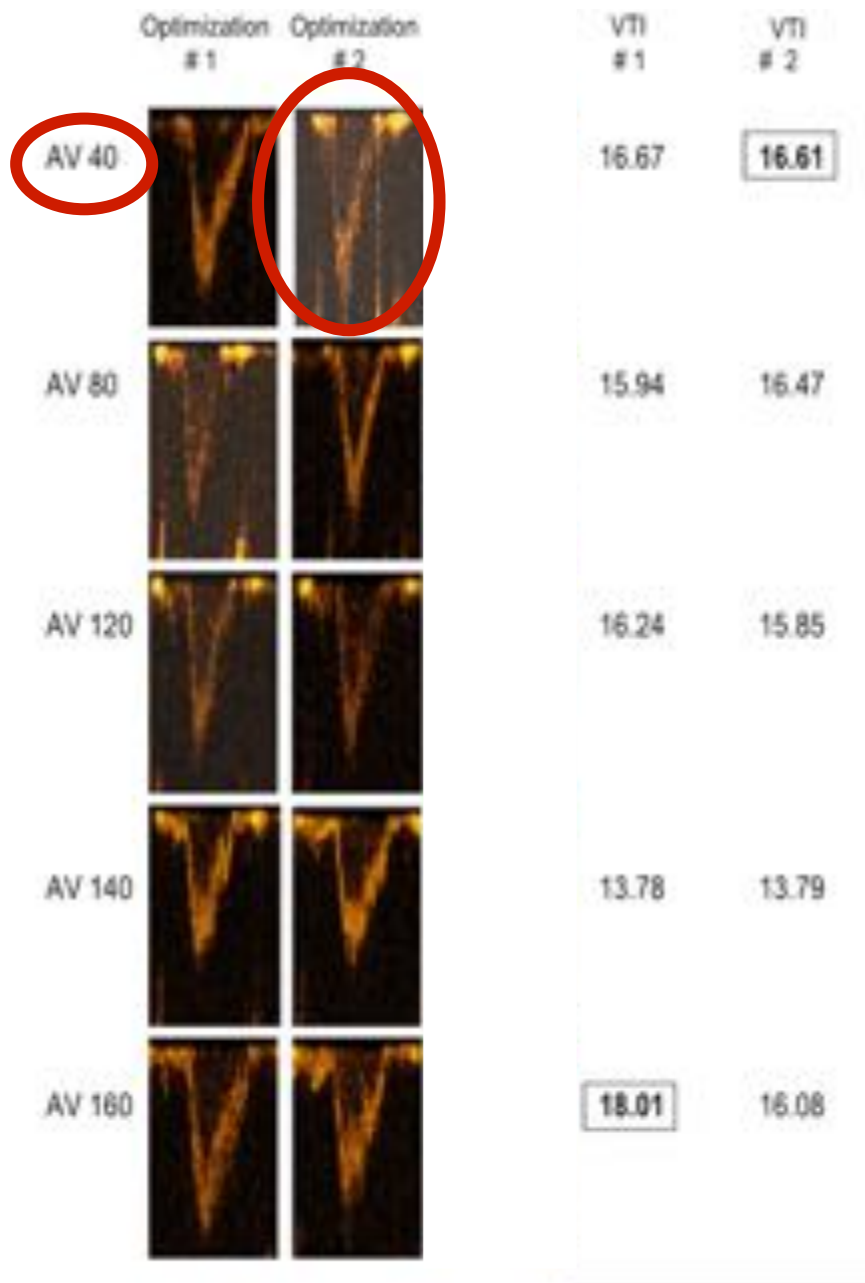 Optimization Optimization VTI VTI
# 1 # 2 # 1 # 2
AV 40 16.67 16.61
AV 80 15.94 16.47
AV 120 16.24 15.85
AV 140 13.78 13.79
AV 160 18.01 16.08